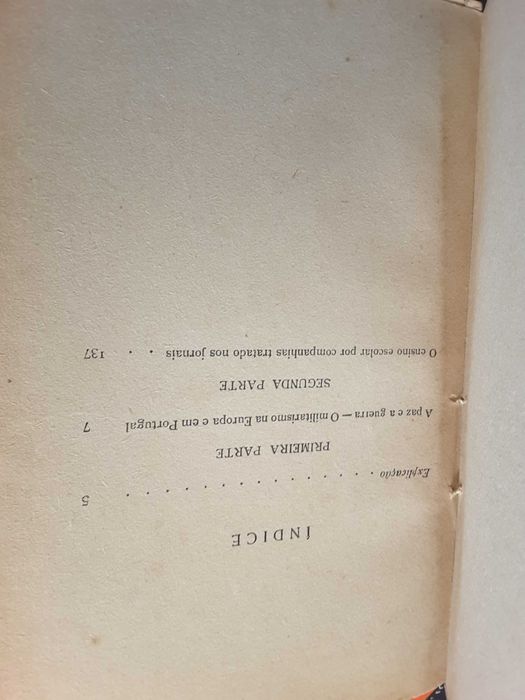 ÍNDICE
Explicação . . . . . . . . . . . . . . 5
PRIMEIRA PARTE
A paz e a guerra — O militarismo na Europa e em Portugal 7
SEGUNDA PARTE
O ensino escolar por companhias tratado nos jornais . . 137